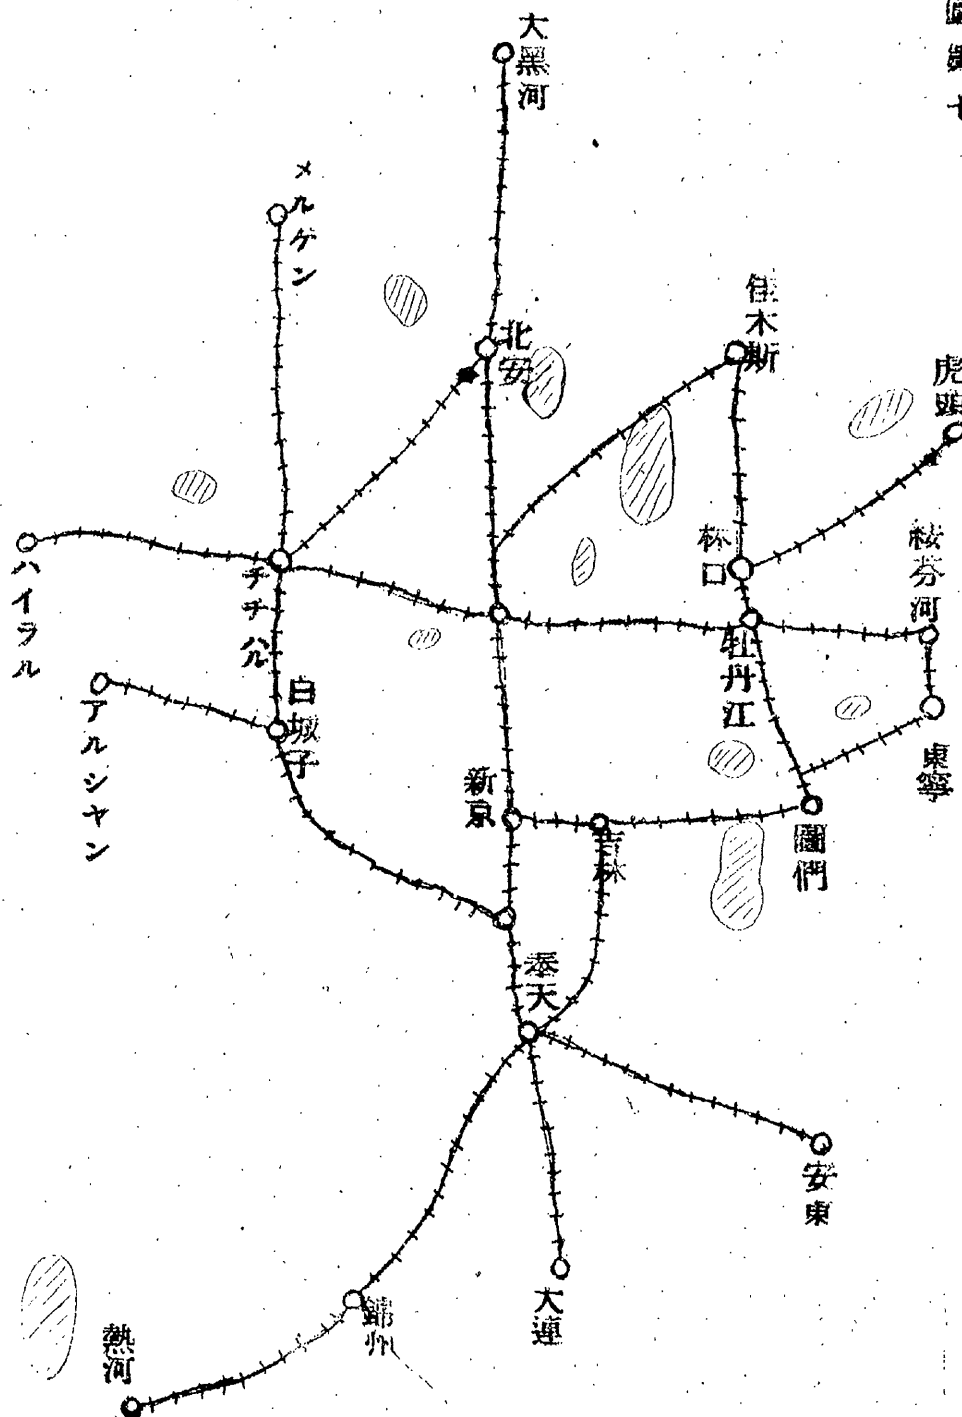 大黑河
メルゲン
北安
佳木斯
虎頭
林口
綏芬河
ハイラル
チチハル
牡丹江
アルシヤン
白城子
東寧
新京
吉林
圖們
奉天
安東
大連
錦州
熱河